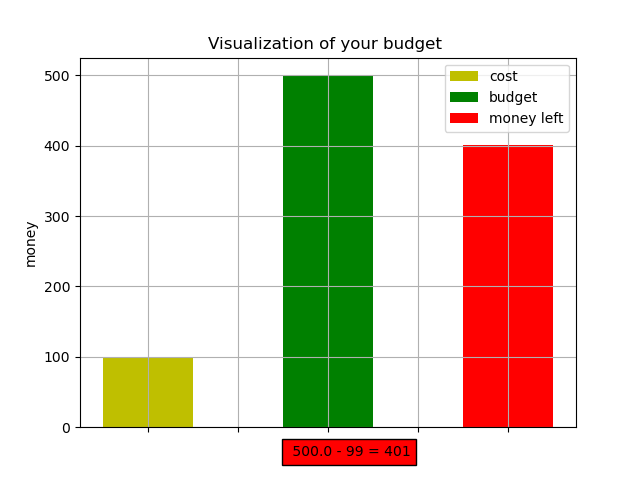 Visualization of your budget
cost
budget
money left
500
400
300
200
100
0
money
500.0 - 99 = 401